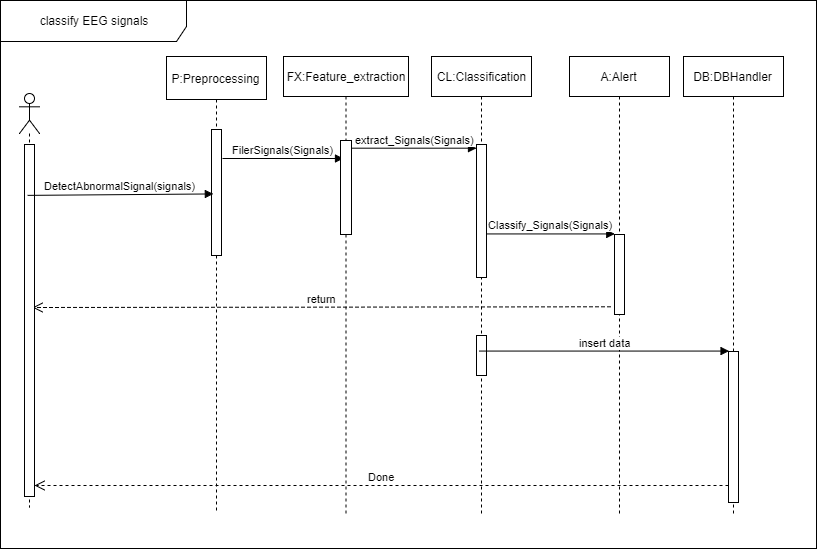 classify EEG signals
P:Preprocessing
FX:Feature_extraction
CL:Classification
A:Alert
DB:DBHandler
extract_Signals(Signals)
FilerSignals(Signals)
DetectAbnormalSignal(signals)
Classify_Signals(Signals)
return
insert data
Done